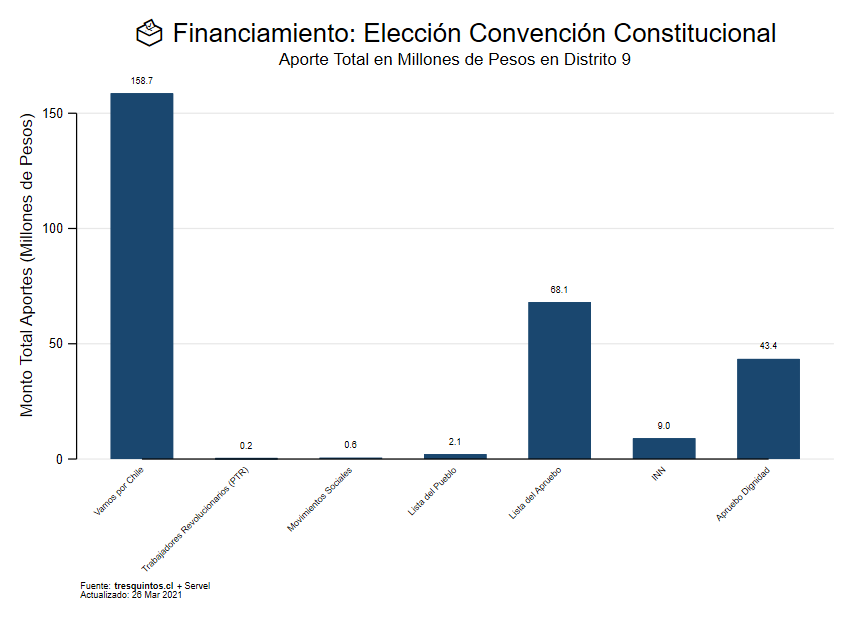 Financiamiento: Elección Convención Constitucional
Aporte Total en Millones de Pesos en Distrito 9
Monto Total Aportes (Millones de Pesos)
150
100
50
0
158.7
0.2
0.6
2.1
68.1
9.0
43.4
Vamos por Chile
Trabajadores Revolucionarios (PTR)
Movimientos Sociales
Lista del Pueblo
Lista del Apruebo
INN
Apruebo Dignidad
Fuente: tresquintos.cl + Servel
Actualizado: 26 Mar 2021